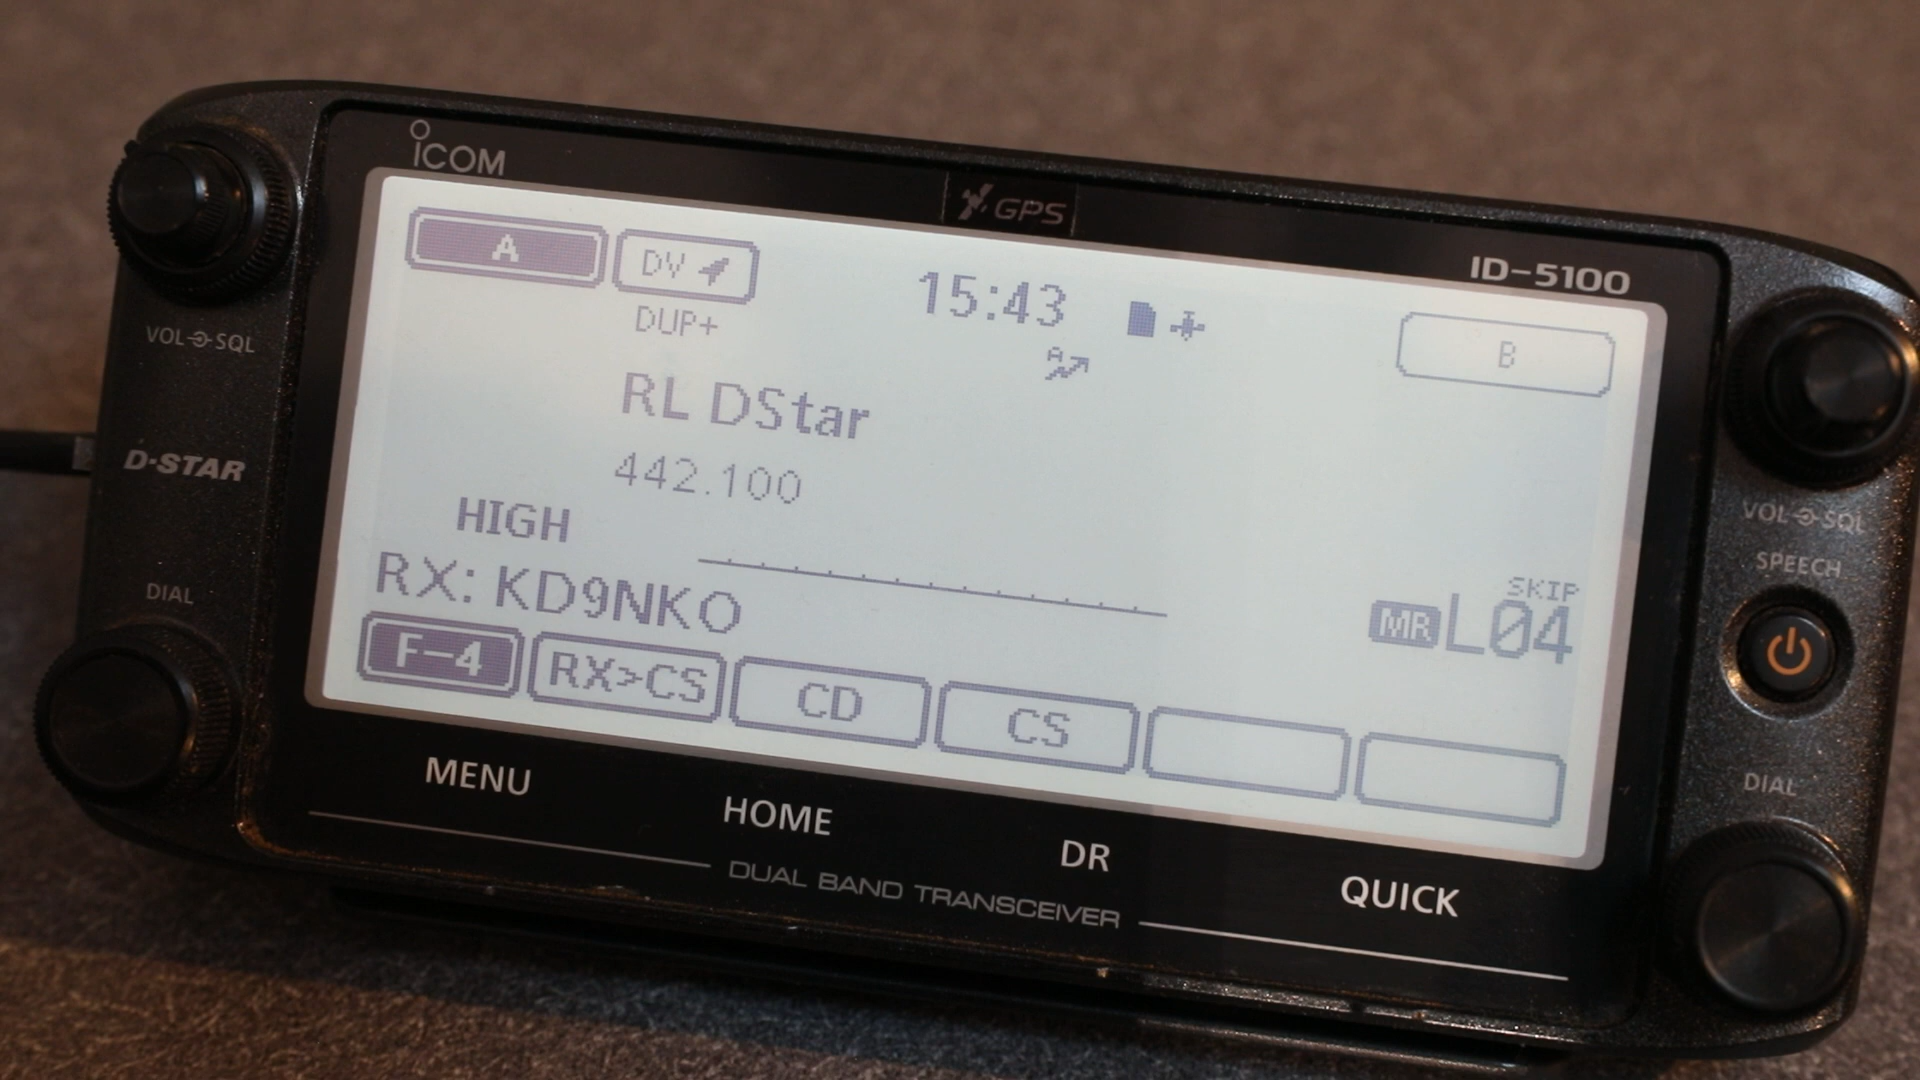 ICOM
GPS
ID-5100
A DV 15:43 B
DUP+
RL DStar
442.100
HIGH
RX: KD9NKO
SKIP
MR L04
F-4 RX>CS CD CS
MENU HOME DR QUICK
DUAL BAND TRANSCEIVER
VOL SQL
D-STAR
DIAL
VOL SQL
SPEECH
DIAL